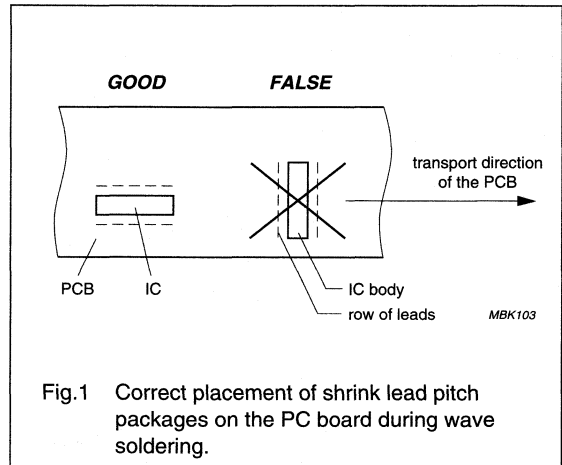 GOOD FALSE
transport direction
of the PCB
PCB IC IC body
row of leads MBK103
Fig.1 Correct placement of shrink lead pitch
packages on the PC board during wave
soldering.